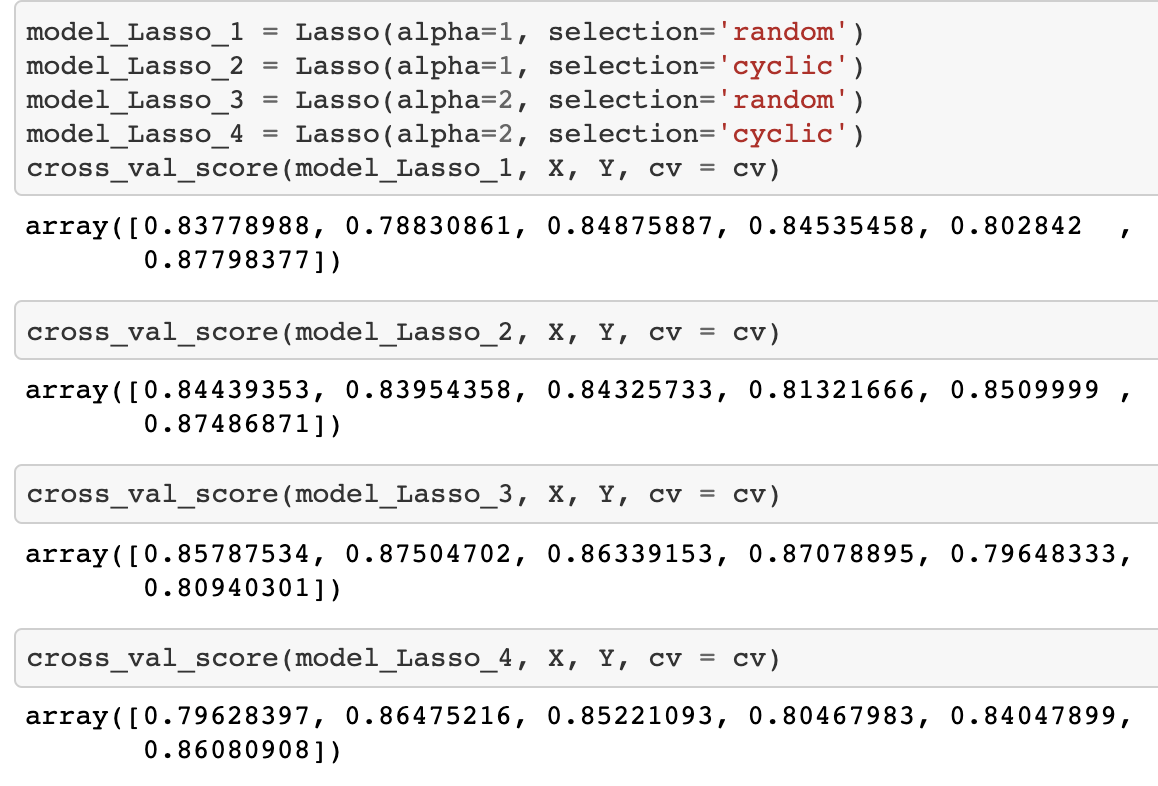 model_Lasso_1 = Lasso(alpha=1, selection='random')
model_Lasso_2 = Lasso(alpha=1, selection='cyclic')
model_Lasso_3 = Lasso(alpha=2, selection='random')
model_Lasso_4 = Lasso(alpha=2, selection='cyclic')
cross_val_score(model_Lasso_1, X, Y, cv = cv)
array([0.83778988, 0.78830861, 0.84875887, 0.84535458, 0.802842  ,
       0.87798377])
cross_val_score(model_Lasso_2, X, Y, cv = cv)
array([0.84439353, 0.83954358, 0.84325733, 0.81321666, 0.8509999 ,
       0.87486871])
cross_val_score(model_Lasso_3, X, Y, cv = cv)
array([0.85787534, 0.87504702, 0.86339153, 0.87078895, 0.79648333,
       0.80940301])
cross_val_score(model_Lasso_4, X, Y, cv = cv)
array([0.79628397, 0.86475216, 0.85221093, 0.80467983, 0.84047899,
       0.86080908])